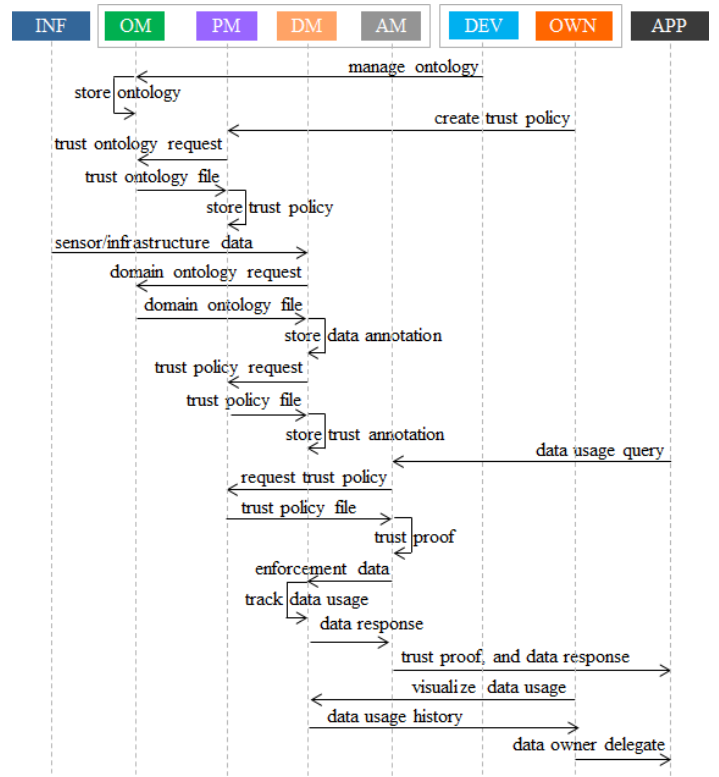 INF OM PM DM AM DEV OWN APP
manage ontology
store ontology
create trust policy
trust ontology request
trust ontology file
store trust policy
sensor/infrastructure data
domain ontology request
domain ontology file
store data annotation
trust policy request
trust policy file
store trust annotation
data usage query
request trust policy
trust policy file
trust proof
enforcement data
track data usage
data response
trust proof, and data response
visualize data usage
data usage history
data owner delegate